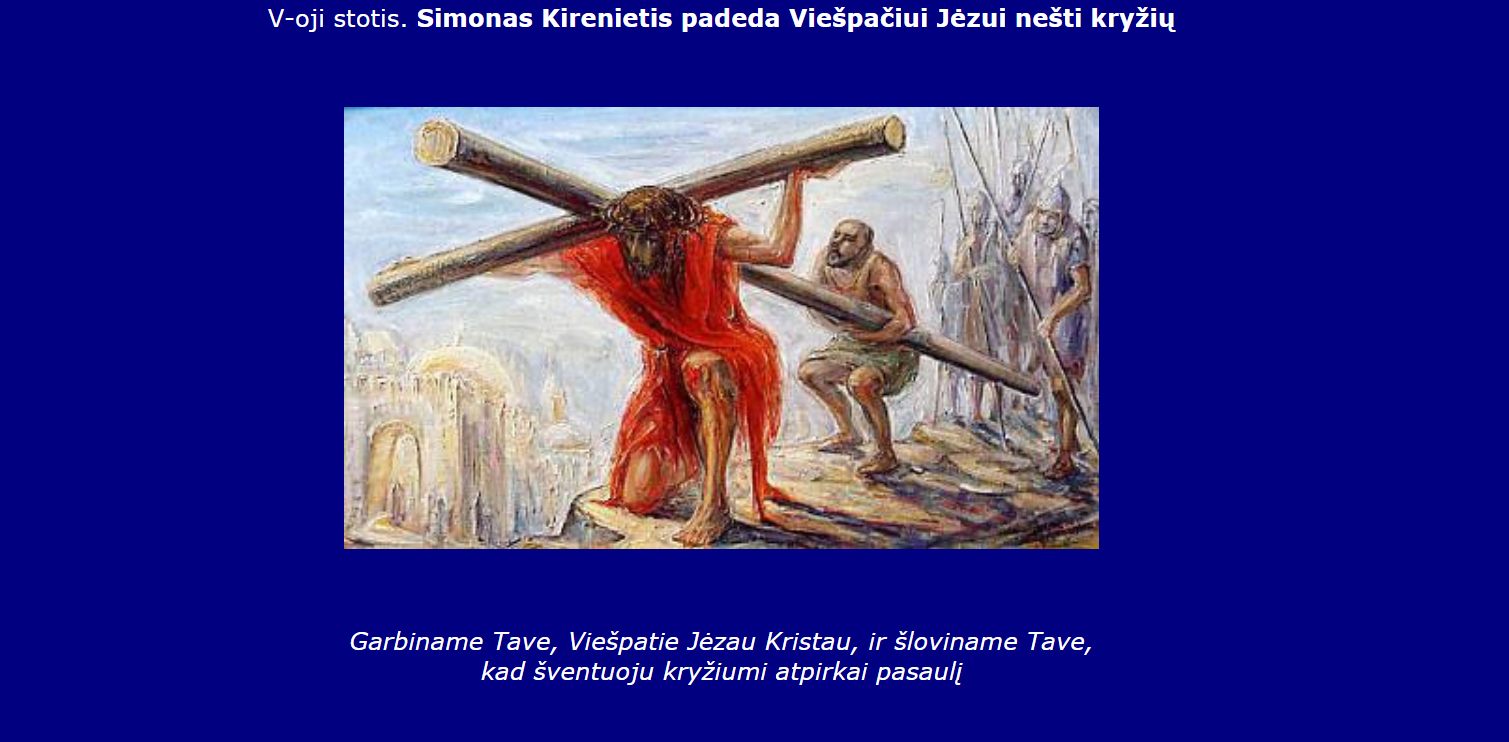 V-oji stotis. Simonas Kirenietis padeda Viešpačiui Jėzui nešti kryžių
Garbiname Tave, Viešpatie Jėzau Kristau, ir šloviname Tave,
kad šventuoju kryžiumi atpirkai pasaulį